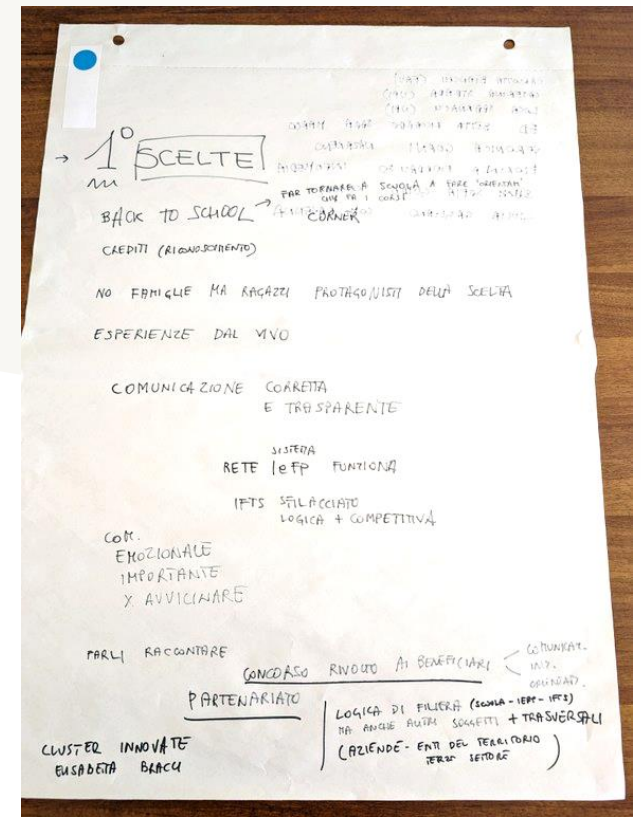 → 1° SCELTE
BACK TO SCHOOL → FAR TORNARE A SCUOLA A FARE "ORIENTAM"
CHI FA I CORSI
CORNER
CREDITI (RICONOSCIMENTO)
NO FAMIGLIE MA RAGAZZI PROTAGONISTI DELLA SCELTA
ESPERIENZE DAL VIVO
COMUNICAZIONE CORRETTA
E TRASPARENTE
SISTEMA
RETE IeFP FUNZIONA
IFTS SFILACCIATO
LOGICA + COMPETITIVA
COM.
EMOZIONALE
IMPORTANTE
X AVVICINARE
FARLI RACCONTARE
CONCORSO RIVOLTO AI BENEFICIARI
COMUNICAT.
PARTENARIATO
LOGICA DI FILIERA (SCUOLA - IEFP - IFTS)
MA ANCHE ALTRI SOGGETTI + TRASVERSALI
(AZIENDE - ENTI DEL TERRITORIO
TERZO SETTORE)
CLUSTER INNOVATE
ELISABETTA